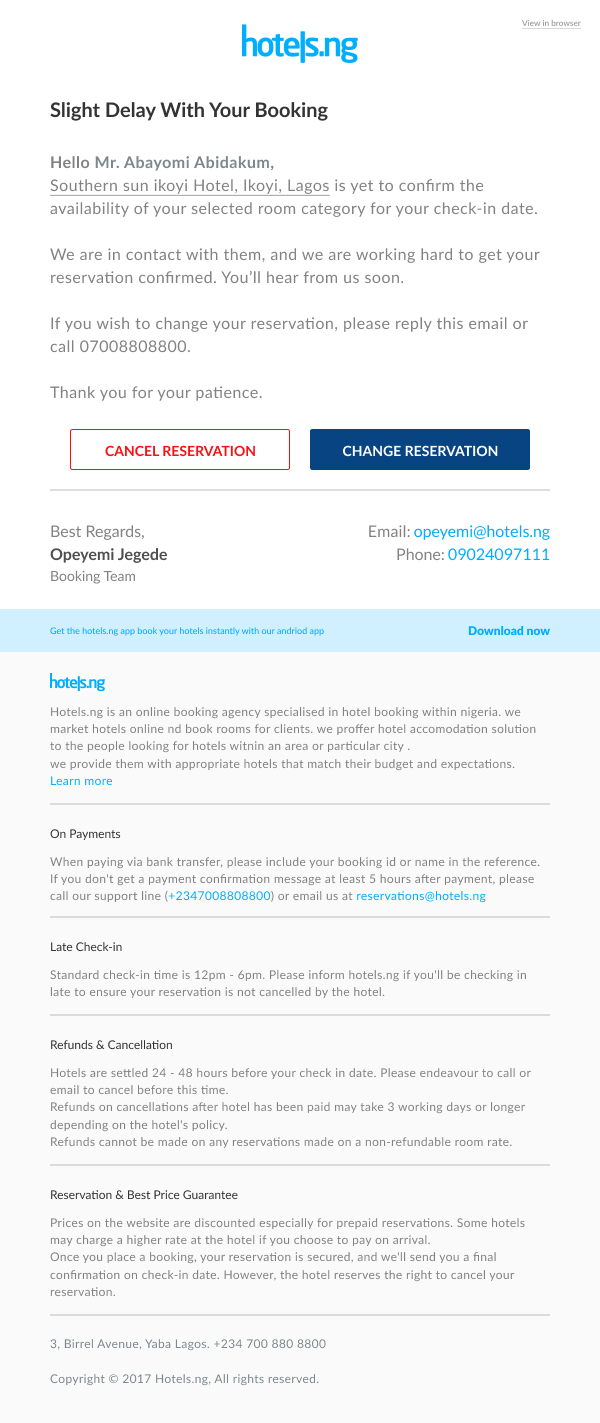 View in browser
hotels.ng
Slight Delay With Your Booking
Hello Mr. Abayomi Abidakum,
Southern sun ikoyi Hotel, Ikoyi, Lagos is yet to confirm the
availability of your selected room category for your check-in date.
We are in contact with them, and we are working hard to get your
reservation confirmed. You’ll hear from us soon.
If you wish to change your reservation, please reply this email or
call 07008808800.
Thank you for your patience.
CANCEL RESERVATION
CHANGE RESERVATION
Best Regards,
Opeyemi Jegede
Booking Team
Email: opeyemi@hotels.ng
Phone: 09024097111
Get the hotels.ng app book your hotels instantly with our andriod app
Download now
hotels.ng
Hotels.ng is an online booking agency specialised in hotel booking within nigeria. we
market hotels online nd book rooms for clients. we proffer hotel accomodation solution
to the people looking for hotels witnin an area or particular city .
we provide them with appropriate hotels that match their budget and expectations.
Learn more
On Payments
When paying via bank transfer, please include your booking id or name in the reference.
If you don't get a payment confirmation message at least 5 hours after payment, please
call our support line (+2347008808800) or email us at reservations@hotels.ng
Late Check-in
Standard check-in time is 12pm - 6pm. Please inform hotels.ng if you'll be checking in
late to ensure your reservation is not cancelled by the hotel.
Refunds & Cancellation
Hotels are settled 24 - 48 hours before your check in date. Please endeavour to call or
email to cancel before this time.
Refunds on cancellations after hotel has been paid may take 3 working days or longer
depending on the hotel's policy.
Refunds cannot be made on any reservations made on a non-refundable room rate.
Reservation & Best Price Guarantee
Prices on the website are discounted especially for prepaid reservations. Some hotels
may charge a higher rate at the hotel if you choose to pay on arrival.
Once you place a booking, your reservation is secured, and we'll send you a final
confirmation on check-in date. However, the hotel reserves the right to cancel your
reservation.
3, Birrel Avenue, Yaba Lagos. +234 700 880 8800
Copyright © 2017 Hotels.ng, All rights reserved.